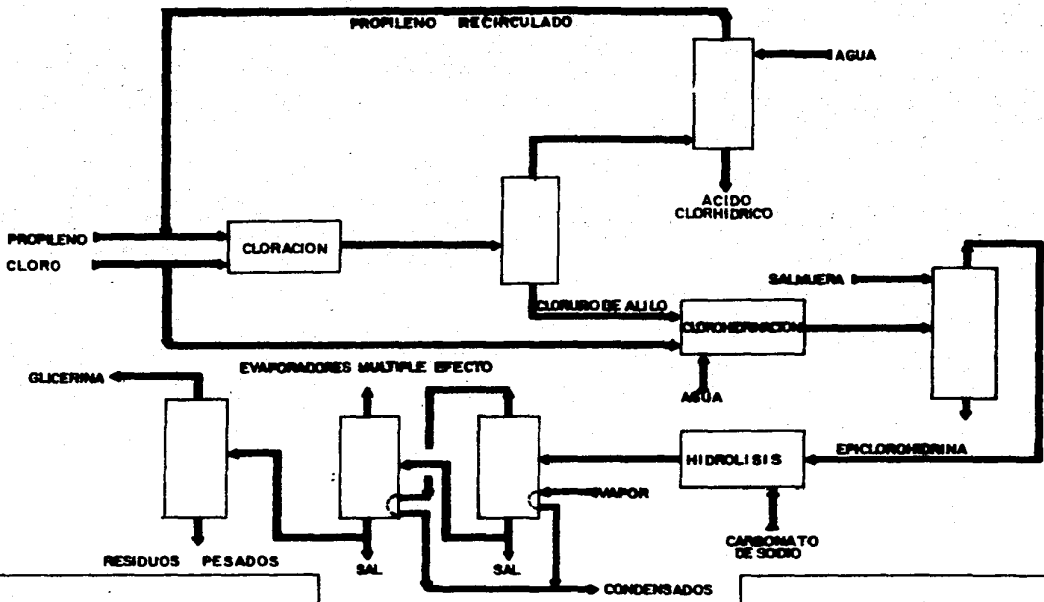 PROPILENO RECIRCULADO
AGUA
ACIDO
CLORHIDRICO
PROPILENO
CLORO
CLORACION
SALMUERA
CLORURO DE ALILO
CLOROHIDRINACION
EVAPORADORES MULTIPLE EFECTO
GLICERINA
AGUA
EPICLOROHIDRINA
HIDROLISIS
VAPOR
CARBONATO
DE SODIO
RESIDUOS PESADOS
SAL
SAL
CONDENSADOS